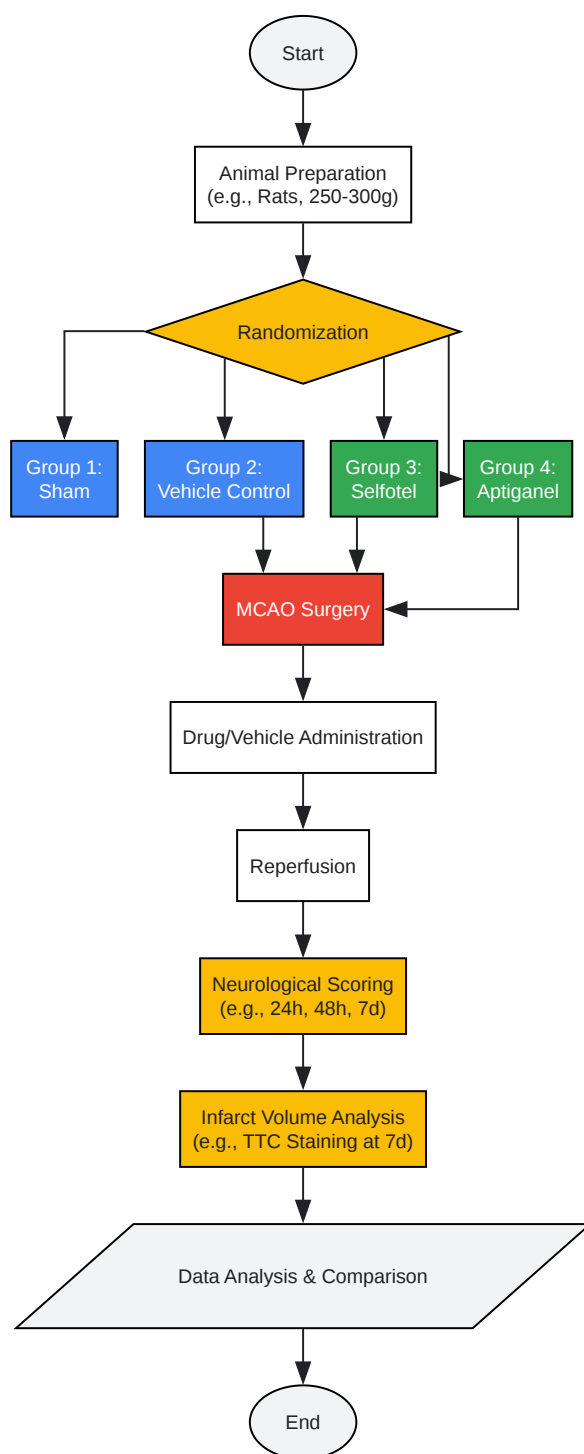 Start
Animal Preparation
(e.g., Rats, 250-300g)
Randomization
Group 1:
Sham
Group 2:
Vehicle Control
Group 3:
Selfotel
Group 4:
Aptiganel
MCAO Surgery
Drug/Vehicle Administration
Reperfusion
Neurological Scoring
(e.g., 24h, 48h, 7d)
Infarct Volume Analysis
(e.g., TTC Staining at 7d)
Data Analysis & Comparison
End